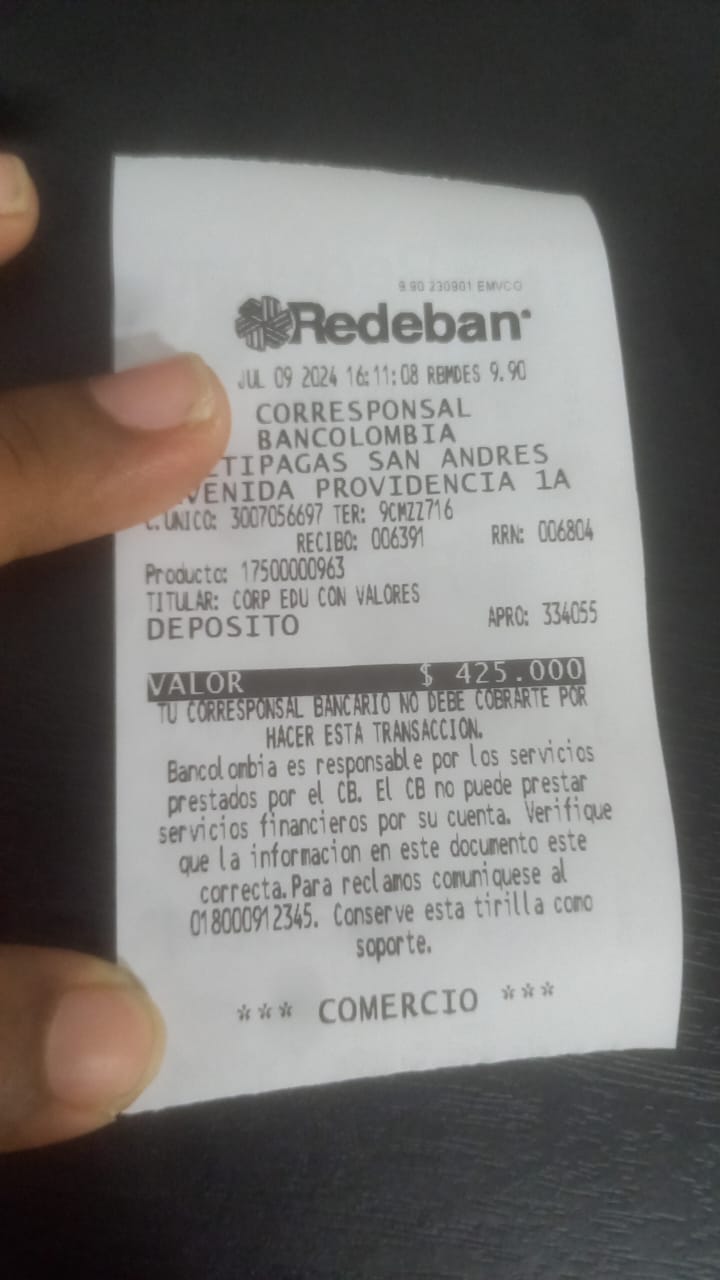 9.90 230901 EMVCO
Redeban
JUL 09 2024 16:11:08 RBMDES 9.90
CORRESPONSAL
BANCOLOMBIA
SAN ANDRES
PROVIDENCIA 1A
C.UNICO: 3007056697 TER: 9CMZZ716
RECIBO: 006391 RRN: 006804
Producto: 17500000963
TITULAR: CORP EDU CON VALORES
DEPOSITO APRO: 334055
VALOR $ 425.000
TU CORRESPONSAL BANCARIO NO DEBE COBRARTE POR
HACER ESTA TRANSACCION.
Bancolombia es responsable por los servicios
prestados por el CB. El CB no puede prestar
servicios financieros por su cuenta. Verifique
que la informacion en este documento este
correcta.Para reclamos comuniquese al
018000912345. Conserve esta tirilla como
soporte.
*** COMERCIO ***